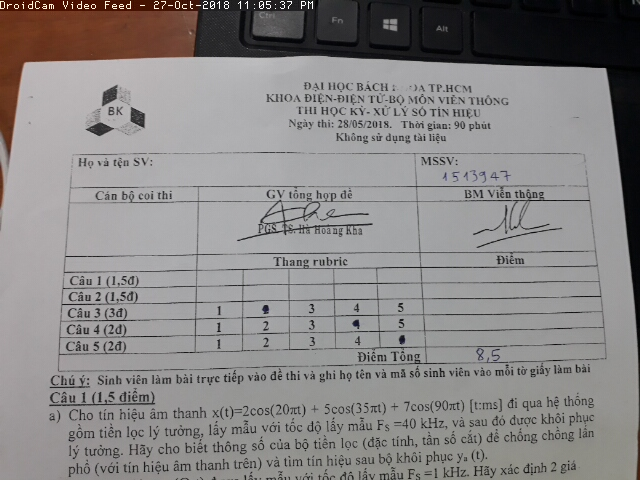 DroidCam Video Feed - 27-Oct-2018 11:05:37 PM
Ctrl
Fn
Alt
BK
ĐẠI HỌC BÁCH TP.HCM
KHOA ĐIỆN-ĐIỆN TỬ-BỘ MÔN VIỄN THÔNG
THI HỌC KỲ- XỬ LÝ SỐ TÍN HIỆU
Ngày thi: 28/05/2018. Thời gian: 90 phút
Không sử dụng tài liệu
Họ và tên SV: MSSV:
1513947
Cán bộ coi thi GV tổng hợp đề BM Viễn thông
PGS. TS. Hà Hoàng Kha
Thang rubric Điểm
Câu 1 (1,5đ)
Câu 2 (1,5đ)
Câu 3 (3đ) 1 3 4 5
Câu 4 (2đ) 1 2 3 5
Câu 5 (2đ) 1 2 3 4
Điểm Tổng 8,5
Chú ý: Sinh viên làm bài trực tiếp vào đề thi và ghi họ tên và mã số sinh viên vào mỗi tờ giấy làm bài
Câu 1 (1,5 điểm)
a) Cho tín hiệu âm thanh x(t)=2cos(20πt) + 5cos(35πt) + 7cos(90πt) [t:ms] đi qua hệ thống
gồm tiền lọc lý tưởng, lấy mẫu với tốc độ lấy mẫu Fs =40 kHz, và sau đó được khôi phục
lý tưởng. Hãy cho biết thông số của bộ tiền lọc (đặc tính, tần số cắt) để chống chồng lấn
phổ (với tín hiệu âm thanh trên) và tìm tín hiệu sau bộ khôi phục yₐ (t).
được lấy mẫu với tốc độ lấy mẫu Fs =1 kHz. Hãy xác định 2 giá